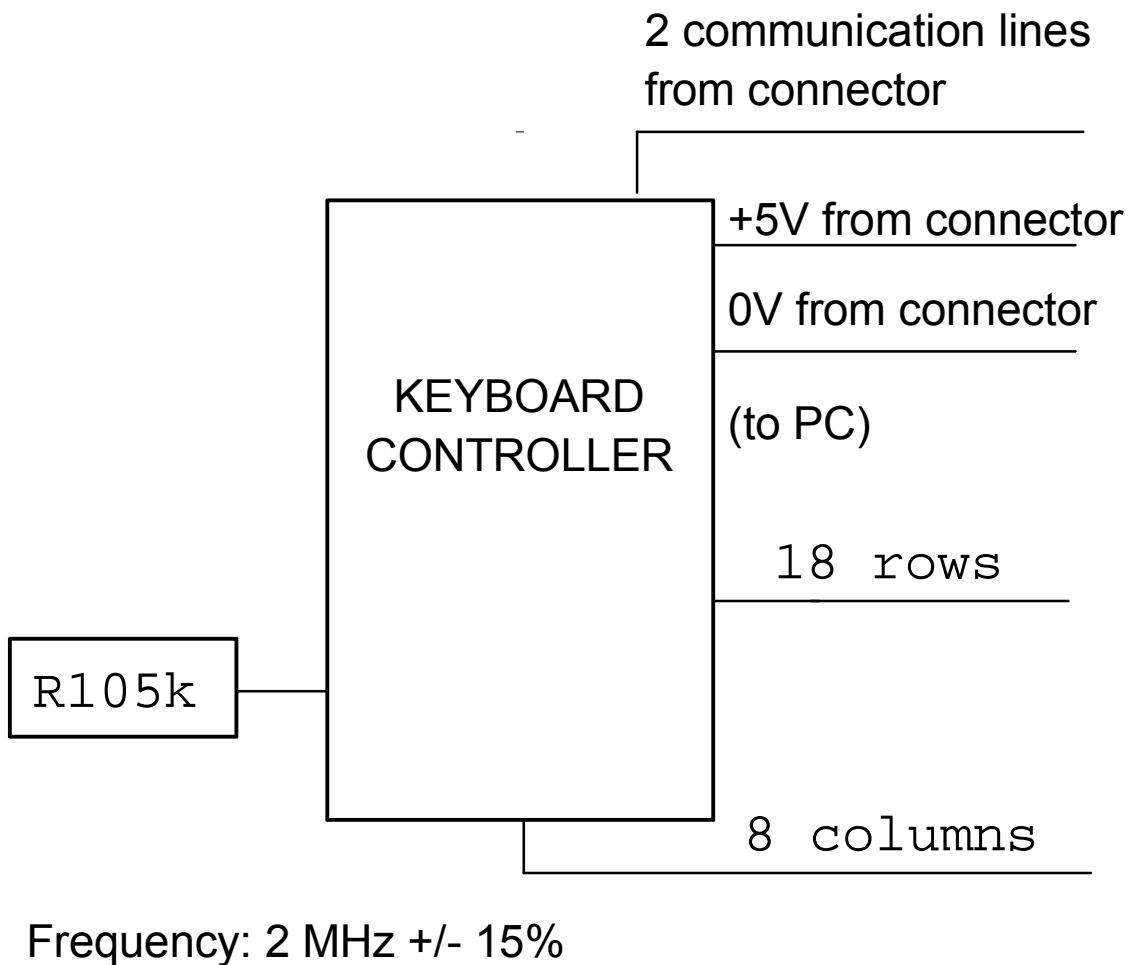 2 communication lines
from connector
+5V from connector
0V from connector
KEYBOARD
CONTROLLER
(to PC)
18 rows
R105k
8 columns
Frequency: 2 MHz +/- 15%